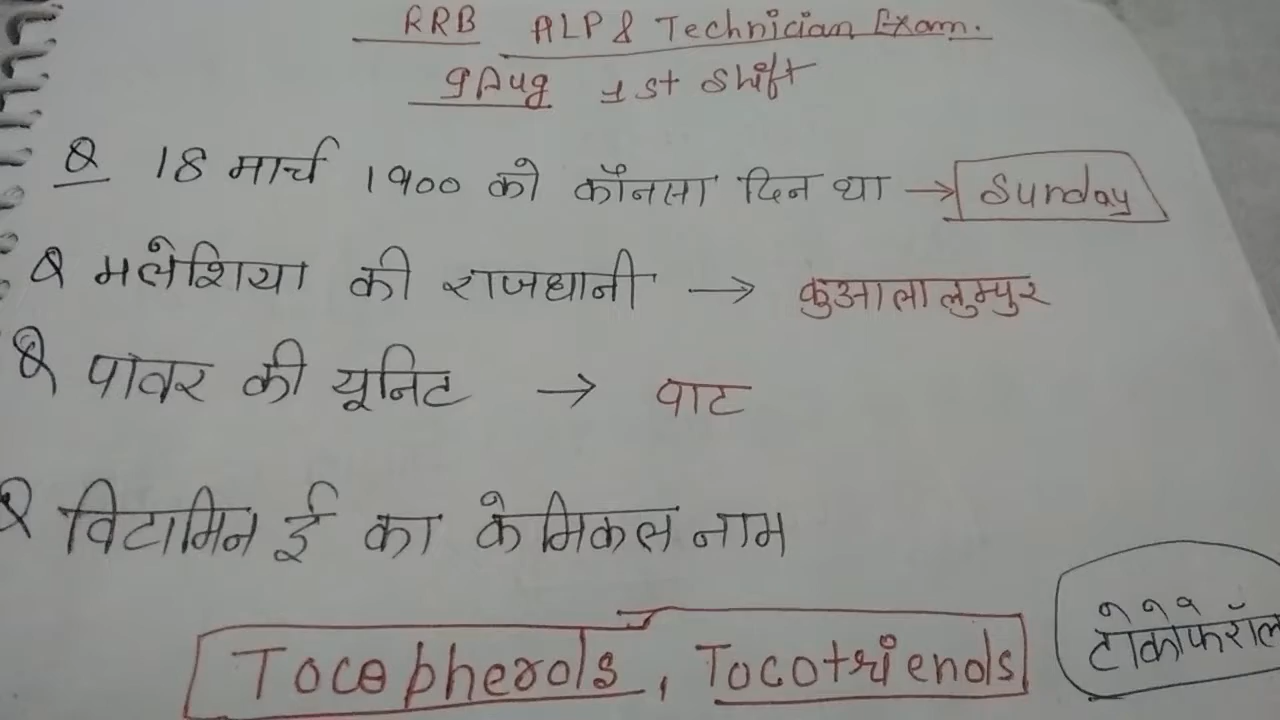 RRB ALP & Technician Exam.
9 Aug 1st Shift
Q 18 मार्च 1900 को कौनसा दिन था → Sunday
Q मलेशिया की राजधानी → कुआलालुम्पुर
Q पावर की यूनिट → वाट
Q विटामिन ई का केमिकल नाम
Tocopherols, Tocotrienols
टोकोफेरॉल